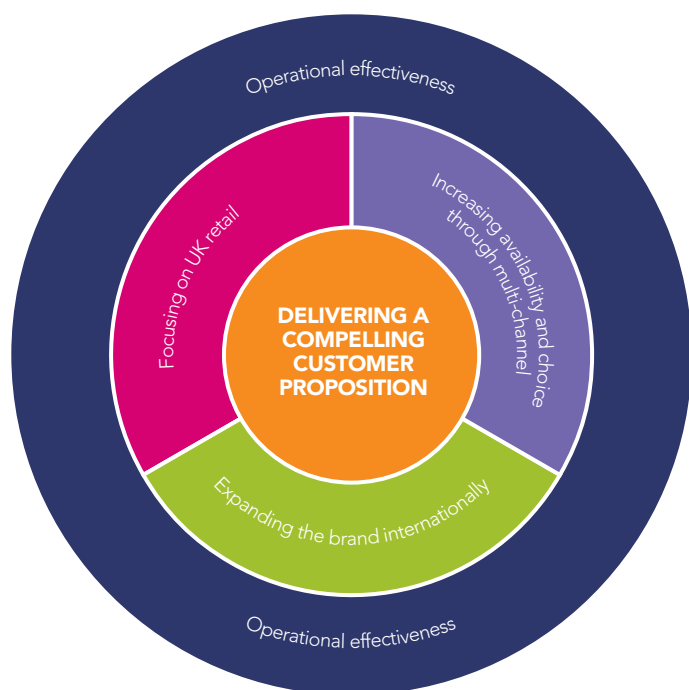 Operational effectiveness
Focusing on UK retail
Increasing availability and choice
through multi-channel
DELIVERING A
COMPELLING
CUSTOMER
PROPOSITION
Expanding the brand internationally
Operational effectiveness